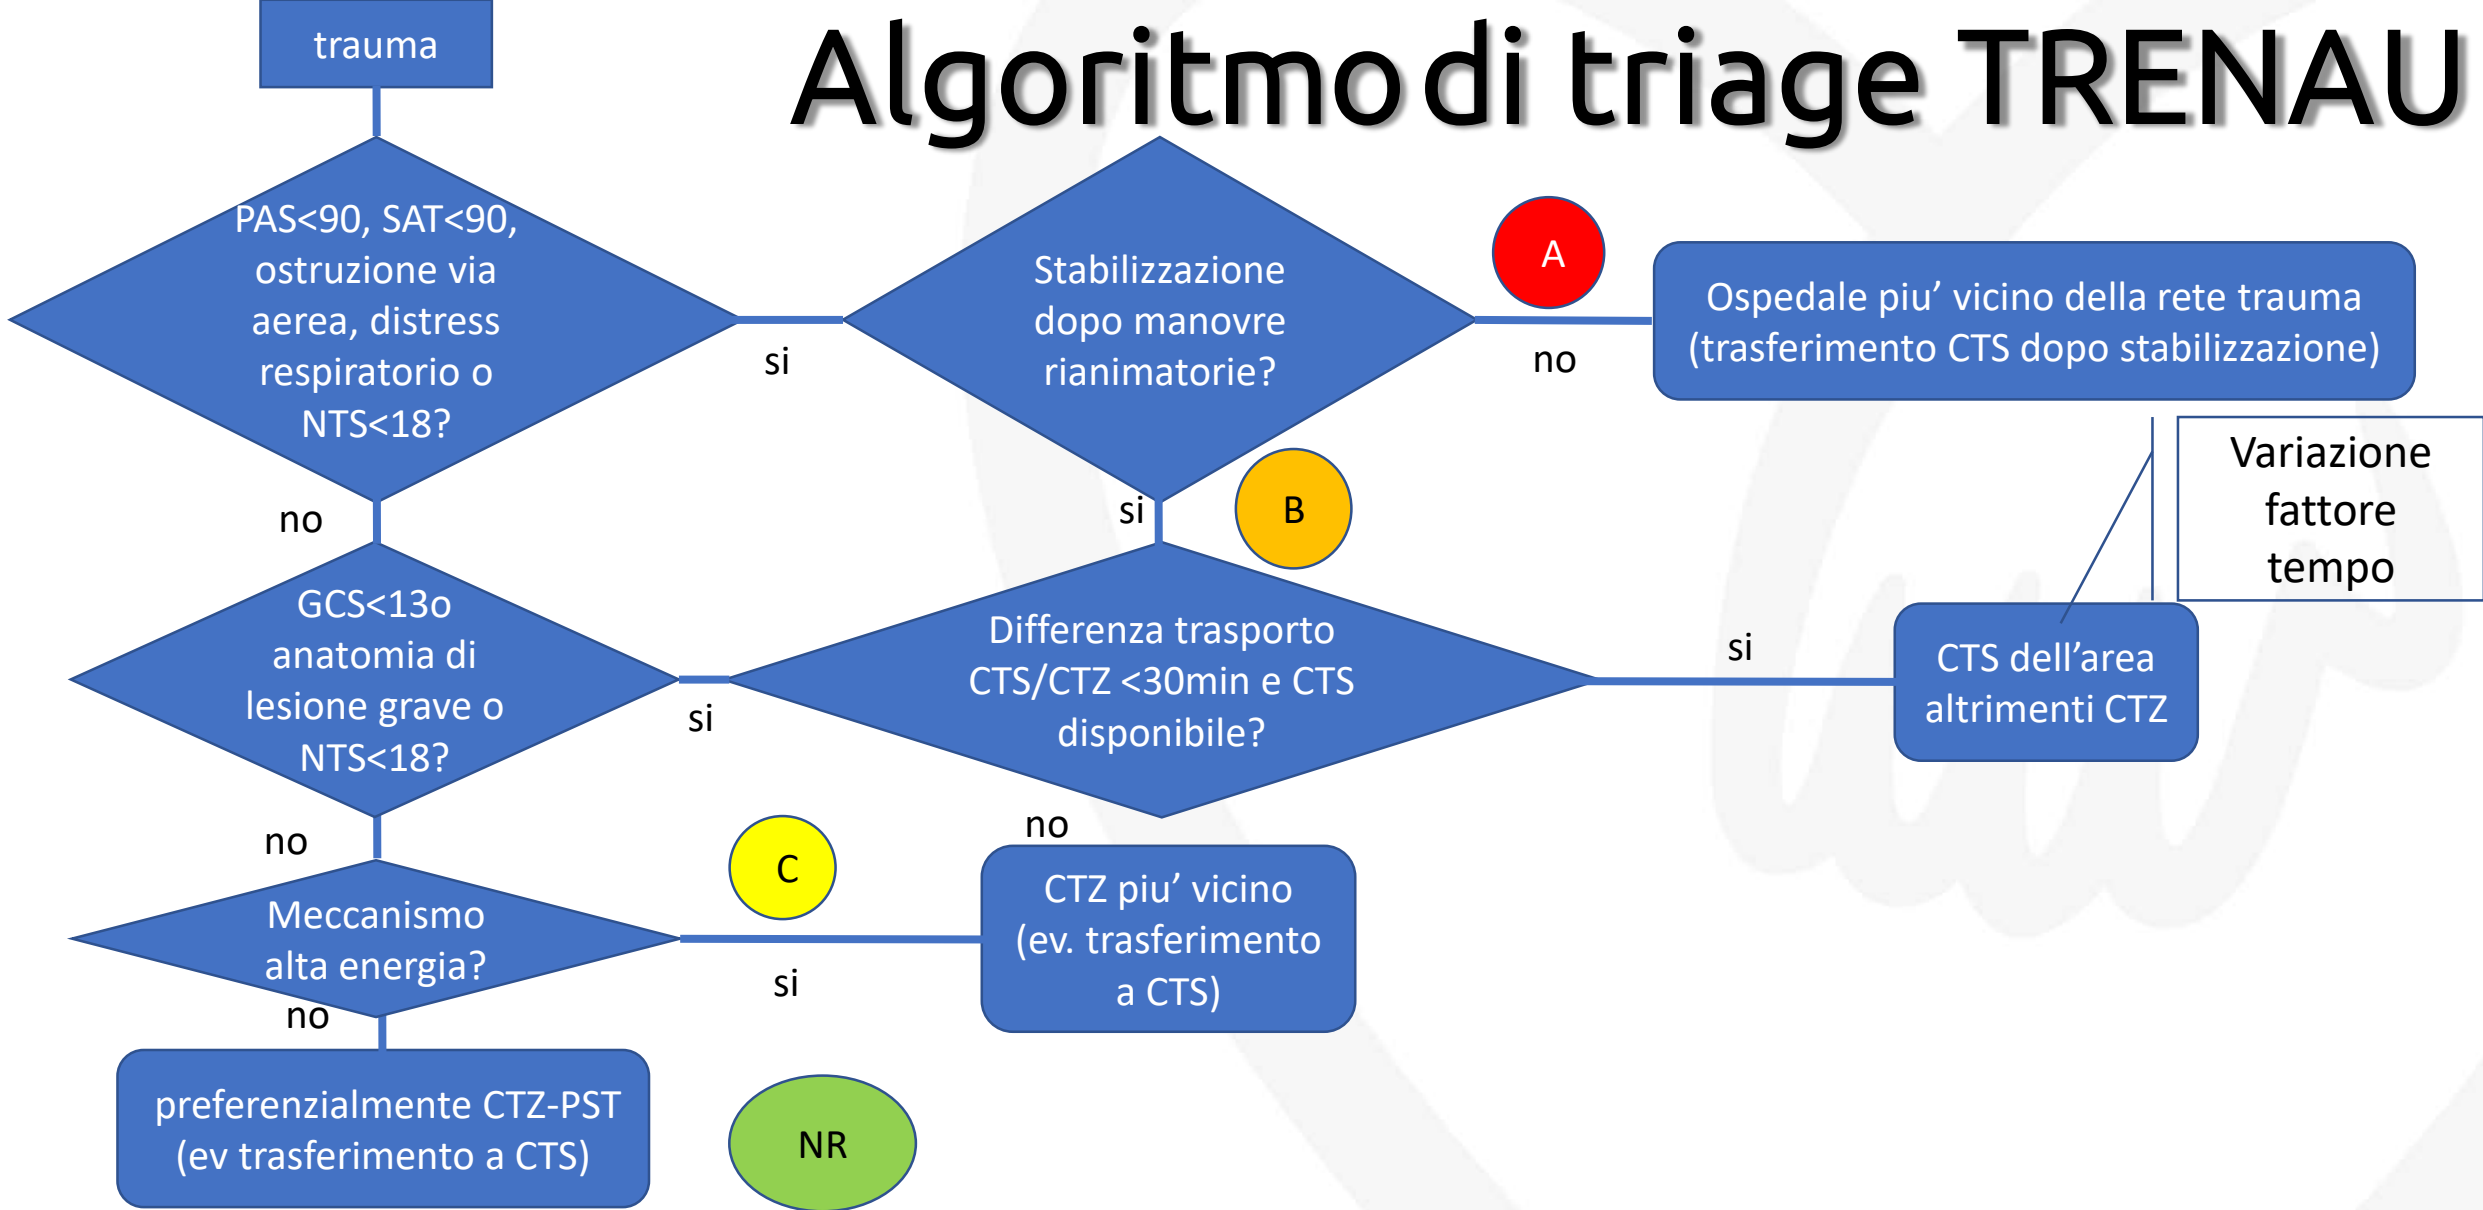 Algoritmo di triage TRENAU
trauma
PAS<90, SAT<90,
ostruzione via
aerea, distress
respiratorio o
NTS<18?
si
Stabilizzazione
dopo manovre
rianimatorie?
A
no
Ospedale piu’ vicino della rete trauma
(trasferimento CTS dopo stabilizzazione)
Variazione
fattore
tempo
no
si
B
GCS<13o
anatomia di
lesione grave o
NTS<18?
si
Differenza trasporto
CTS/CTZ <30min e CTS
disponibile?
si
CTS dell’area
altrimenti CTZ
no
no
C
Meccanismo
alta energia?
si
CTZ piu’ vicino
(ev. trasferimento
a CTS)
no
preferenzialmente CTZ-PST
(ev trasferimento a CTS)
NR